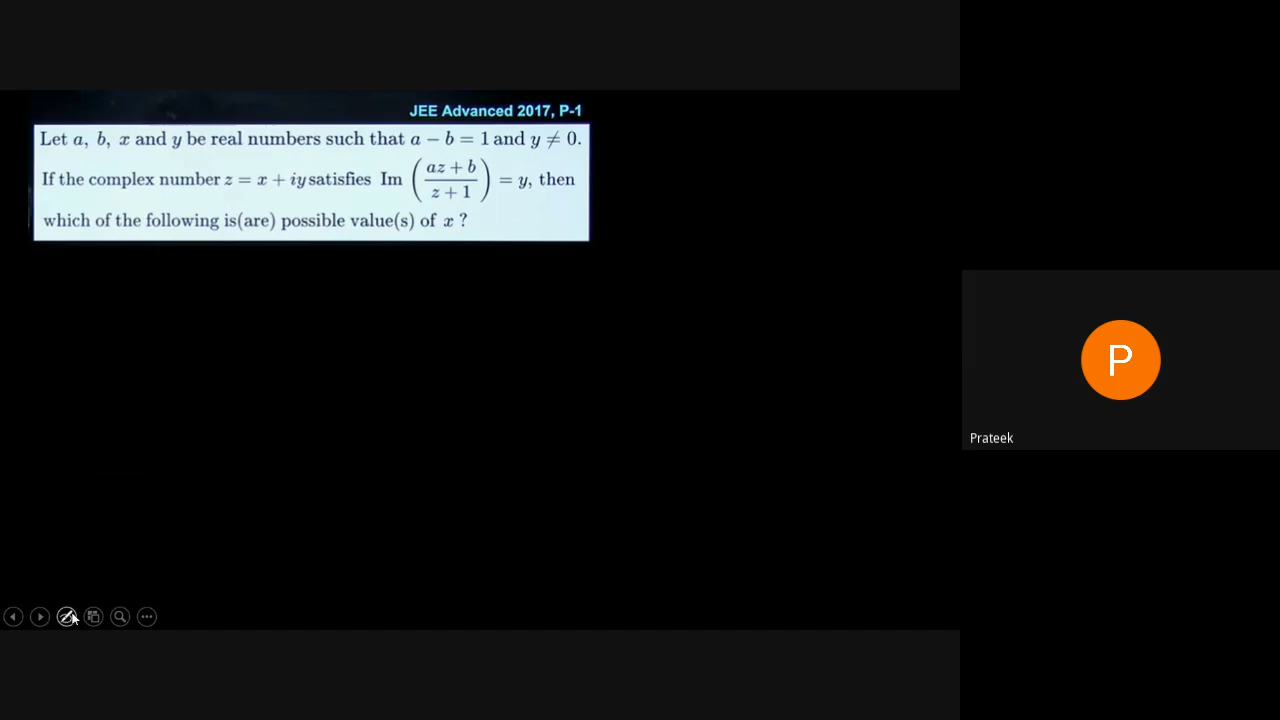 JEE Advanced 2017, P-1
Let a, b, x and y be real numbers such that a − b = 1 and y ≠ 0.
If the complex number z = x + iy satisfies Im ( az + b / z + 1 ) = y, then
which of the following is(are) possible value(s) of x ?
P
Prateek